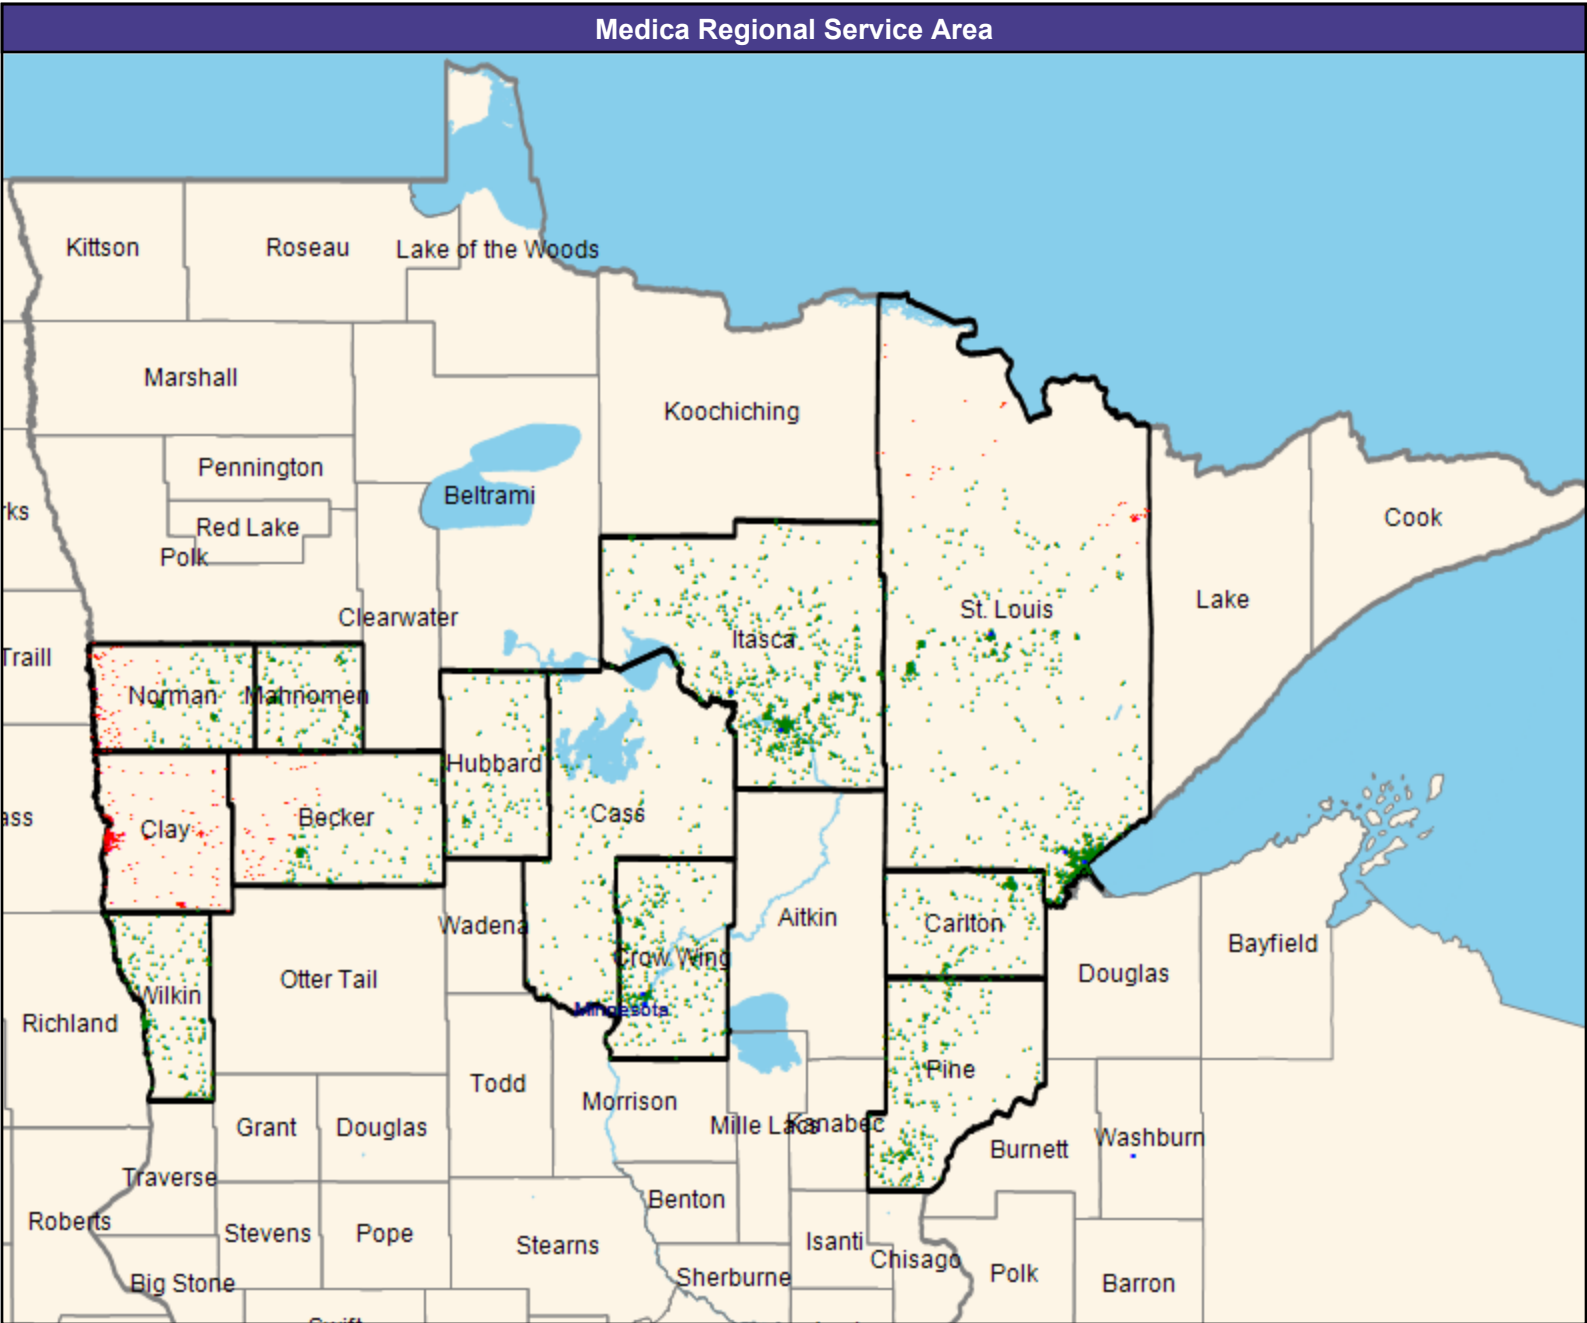 Medica Regional Service Area
Kittson
Roseau
Lake of the Woods
Marshall
Koochiching
Pennington
Beltrami
rks
Red Lake
Cook
Polk
Clearwater
St. Louis
Lake
Traill
Itasca
Norman
Mahnomen
Hubbard
ass
Clay
Becker
Cass
Wadena
Aitkin
Carlton
Crow Wing
Bayfield
Otter Tail
Douglas
Wilkin
Minnesota
Richland
Pine
Todd
Morrison
Grant
Douglas
Mille Lacs
Kanabec
Burnett
Washburn
Traverse
Benton
Roberts
Stevens
Pope
Stearns
Isanti
Chisago
Big Stone
Sherburne
Polk
Barron
Swift